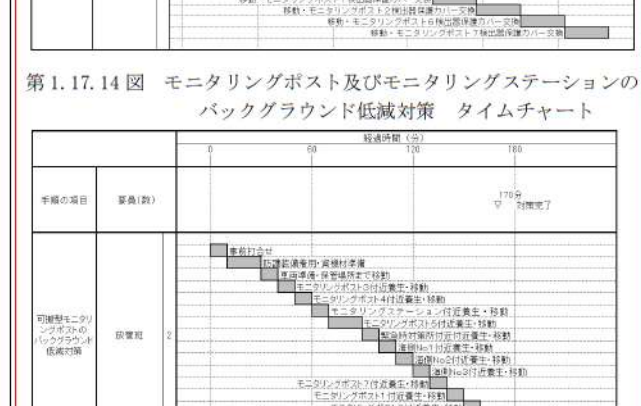 移動・モニタリングポスト2検出器保護カバー交換
移動・モニタリングポスト6検出器保護カバー交換
移動・モニタリングポスト7検出器保護カバー交換
第1.17.14図 モニタリングポスト及びモニタリングステーションの
バックグラウンド低減対策 タイムチャート
経過時間（分）
0 60 120 180
手順の項目 要員(数)
170分
▽ 対策完了
事前打合せ
防護装備着用・資機材準備
車両準備・保管場所まで移動
モニタリングポスト3付近養生・移動
モニタリングポスト4付近養生・移動
モニタリングステーション付近養生・移動
モニタリングポスト5付近養生・移動
緊急時対策所付近付近養生・移動
海側No1付近養生・移動
海側No2付近養生・移動
海側No3付近養生・移動
モニタリングポスト7付近養生・移動
モニタリングポスト1付近養生・移動
可搬型モニタリ
ングポストの
バックグラウンド
低減対策
放管班 2